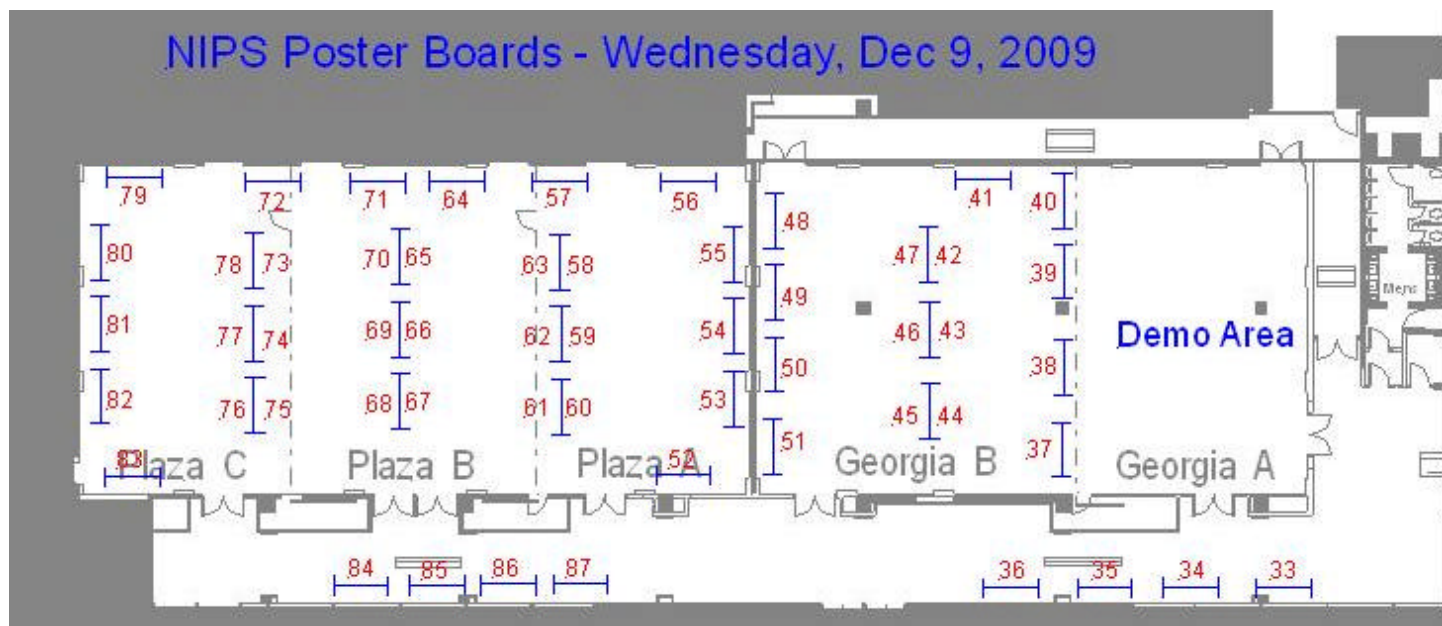 NIPS Poster Boards - Wednesday, Dec 9, 2009
79 72 71 64 57 56 41 40
48
80 78 73 70 65 63 58 55 47 42 39
49
81 77 74 69 66 62 59 54 46 43
Mens
Demo Area
50 38
82 76 75 68 67 61 60 53 45 44
51 37
83 Plaza C Plaza B Plaza A 52 Georgia B Georgia A
84 85 86 87 36 35 34 33